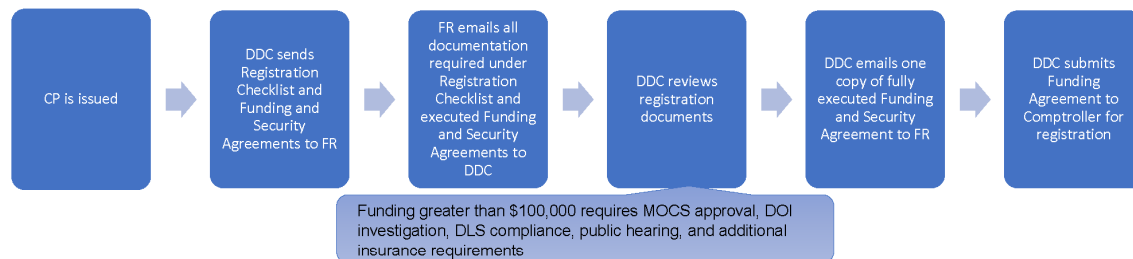 CP is issued
DDC sends
Registration
Checklist and
Funding and
Security
Agreements to FR
FR emails all
documentation
required under
Registration
Checklist and
executed Funding
and Security
Agreements to
DDC
DDC reviews
registration
documents
DDC emails one
copy of fully
executed Funding
and Security
Agreement to FR
DDC submits
Funding
Agreement to
Comptroller for
registration
Funding greater than $100,000 requires MOCS approval, DOI
investigation, DLS compliance, public hearing, and additional
insurance requirements